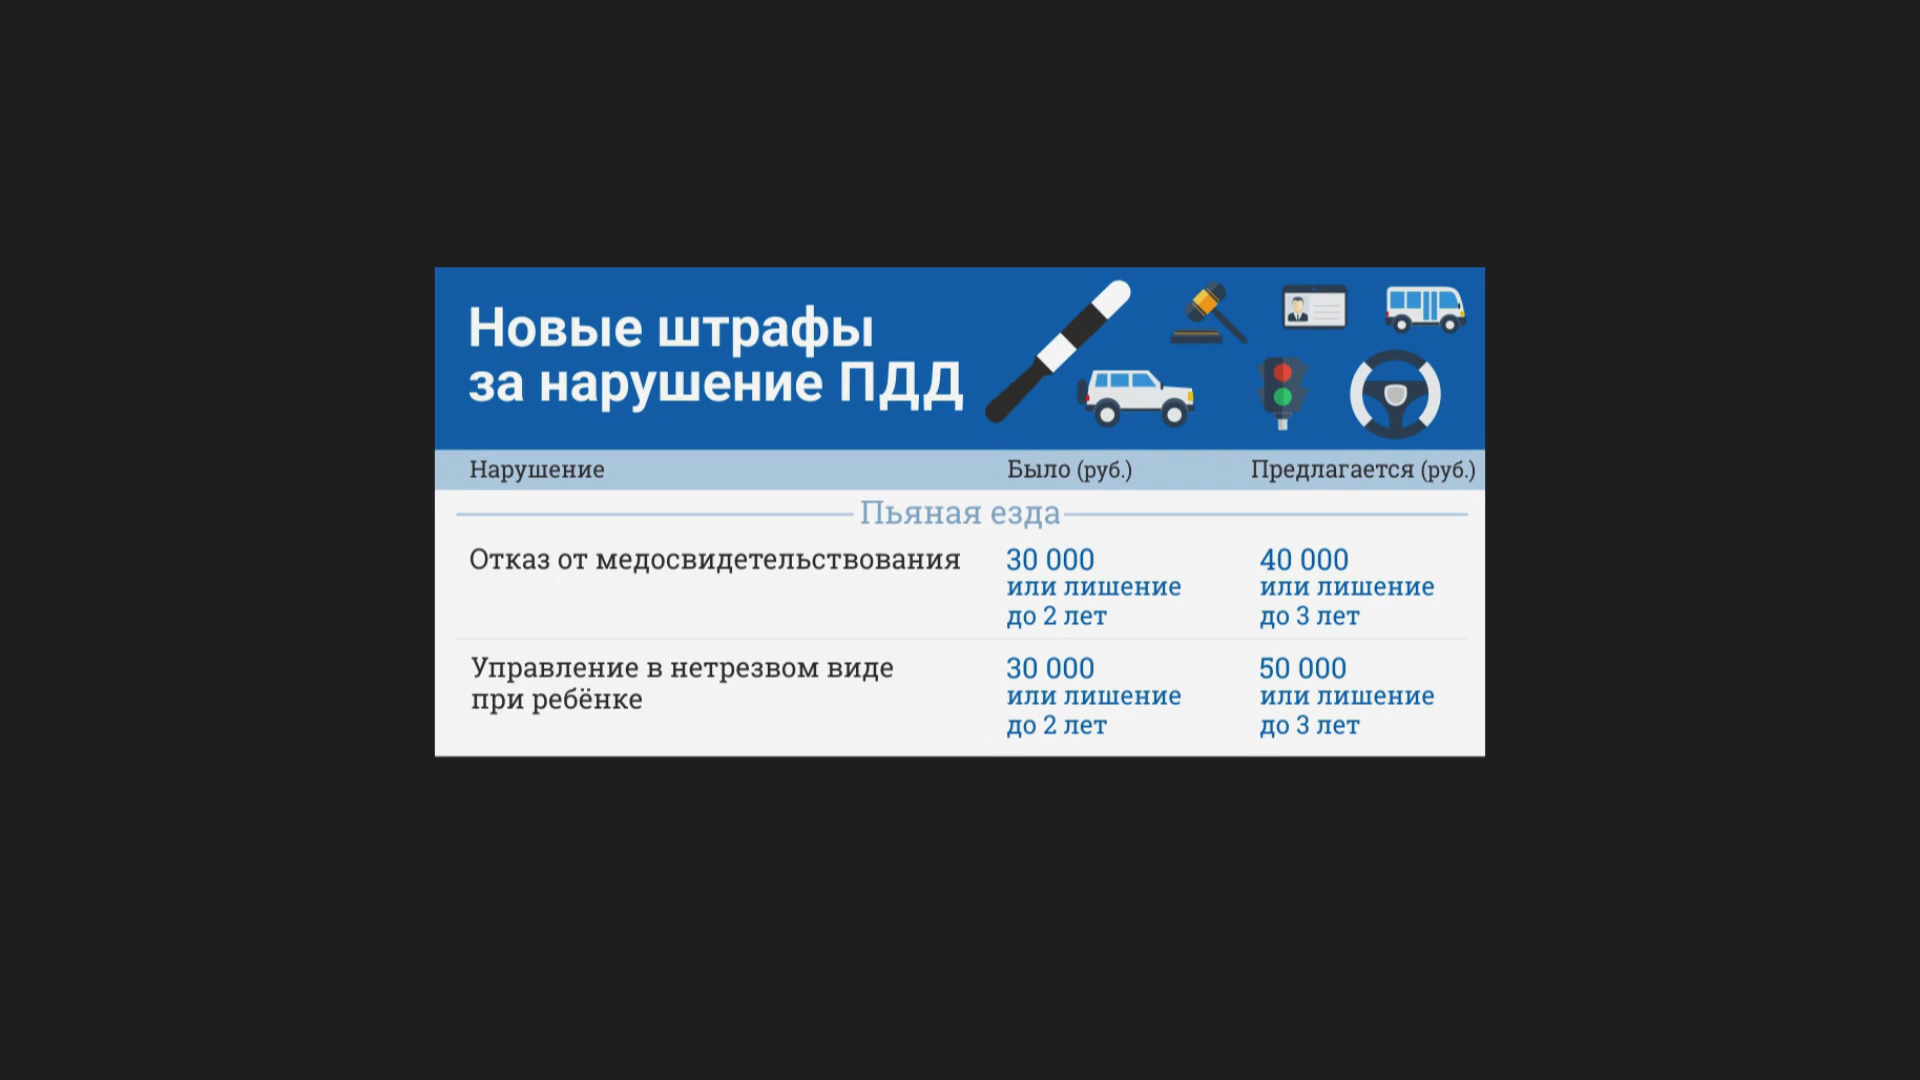 Новые штрафы
за нарушение ПДД
Нарушение Было (руб.) Предлагается (руб.)
Пьяная езда
Отказ от медосвидетельствования 30 000 40 000
или лишение или лишение
до 2 лет до 3 лет
Управление в нетрезвом виде 30 000 50 000
при ребёнке или лишение или лишение
до 2 лет до 3 лет